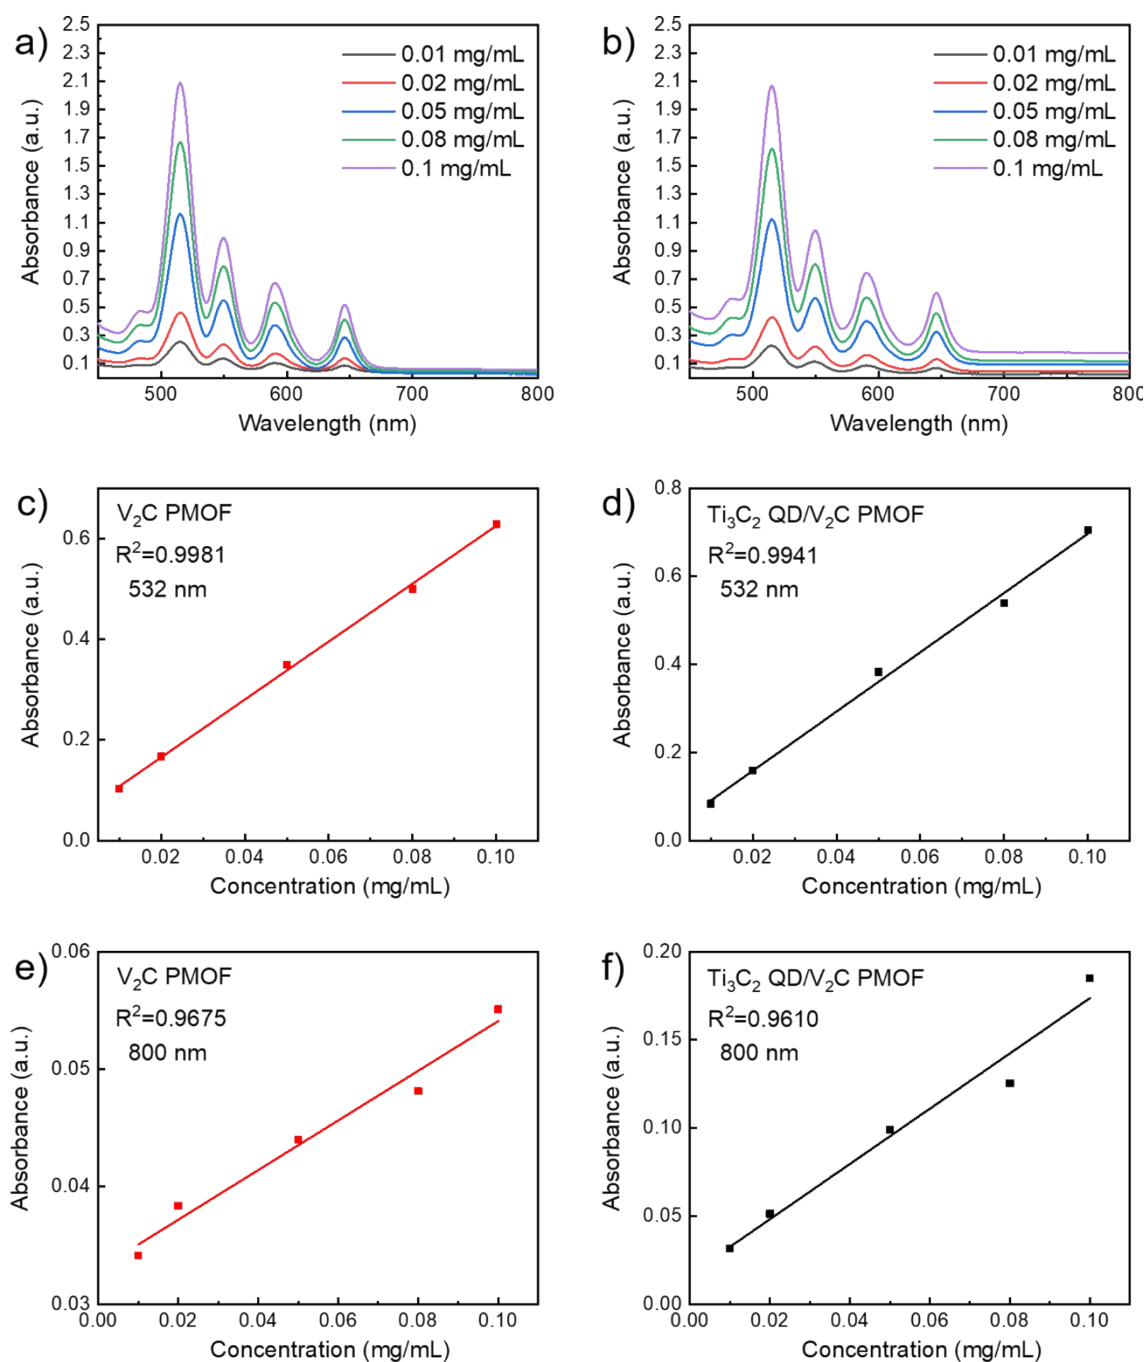 a)
0.01 mg/mL
0.02 mg/mL
0.05 mg/mL
0.08 mg/mL
0.1 mg/mL
2.5
2.3
2.1
1.9
1.7
1.5
1.3
1.1
0.9
0.7
0.5
0.3
0.1
Absorbance (a.u.)
500 600 700 800
Wavelength (nm)
b)
0.01 mg/mL
0.02 mg/mL
0.05 mg/mL
0.08 mg/mL
0.1 mg/mL
2.5
2.3
2.1
1.9
1.7
1.5
1.3
1.1
0.9
0.7
0.5
0.3
0.1
Absorbance (a.u.)
500 600 700 800
Wavelength (nm)
c)
V₂C PMOF
R²=0.9981
532 nm
0.6
0.4
0.2
0.0
Absorbance (a.u.)
0.02 0.04 0.06 0.08 0.10
Concentration (mg/mL)
d)
Ti₃C₂ QD/V₂C PMOF
R²=0.9941
532 nm
0.8
0.6
0.4
0.2
0.0
Absorbance (a.u.)
0.02 0.04 0.06 0.08 0.10
Concentration (mg/mL)
e)
V₂C PMOF
R²=0.9675
800 nm
0.06
0.05
0.04
0.03
Absorbance (a.u.)
0.00 0.02 0.04 0.06 0.08 0.10
Concentration (mg/mL)
f)
Ti₃C₂ QD/V₂C PMOF
R²=0.9610
800 nm
0.20
0.15
0.10
0.05
0.00
Absorbance (a.u.)
0.00 0.02 0.04 0.06 0.08 0.10
Concentration (mg/mL)